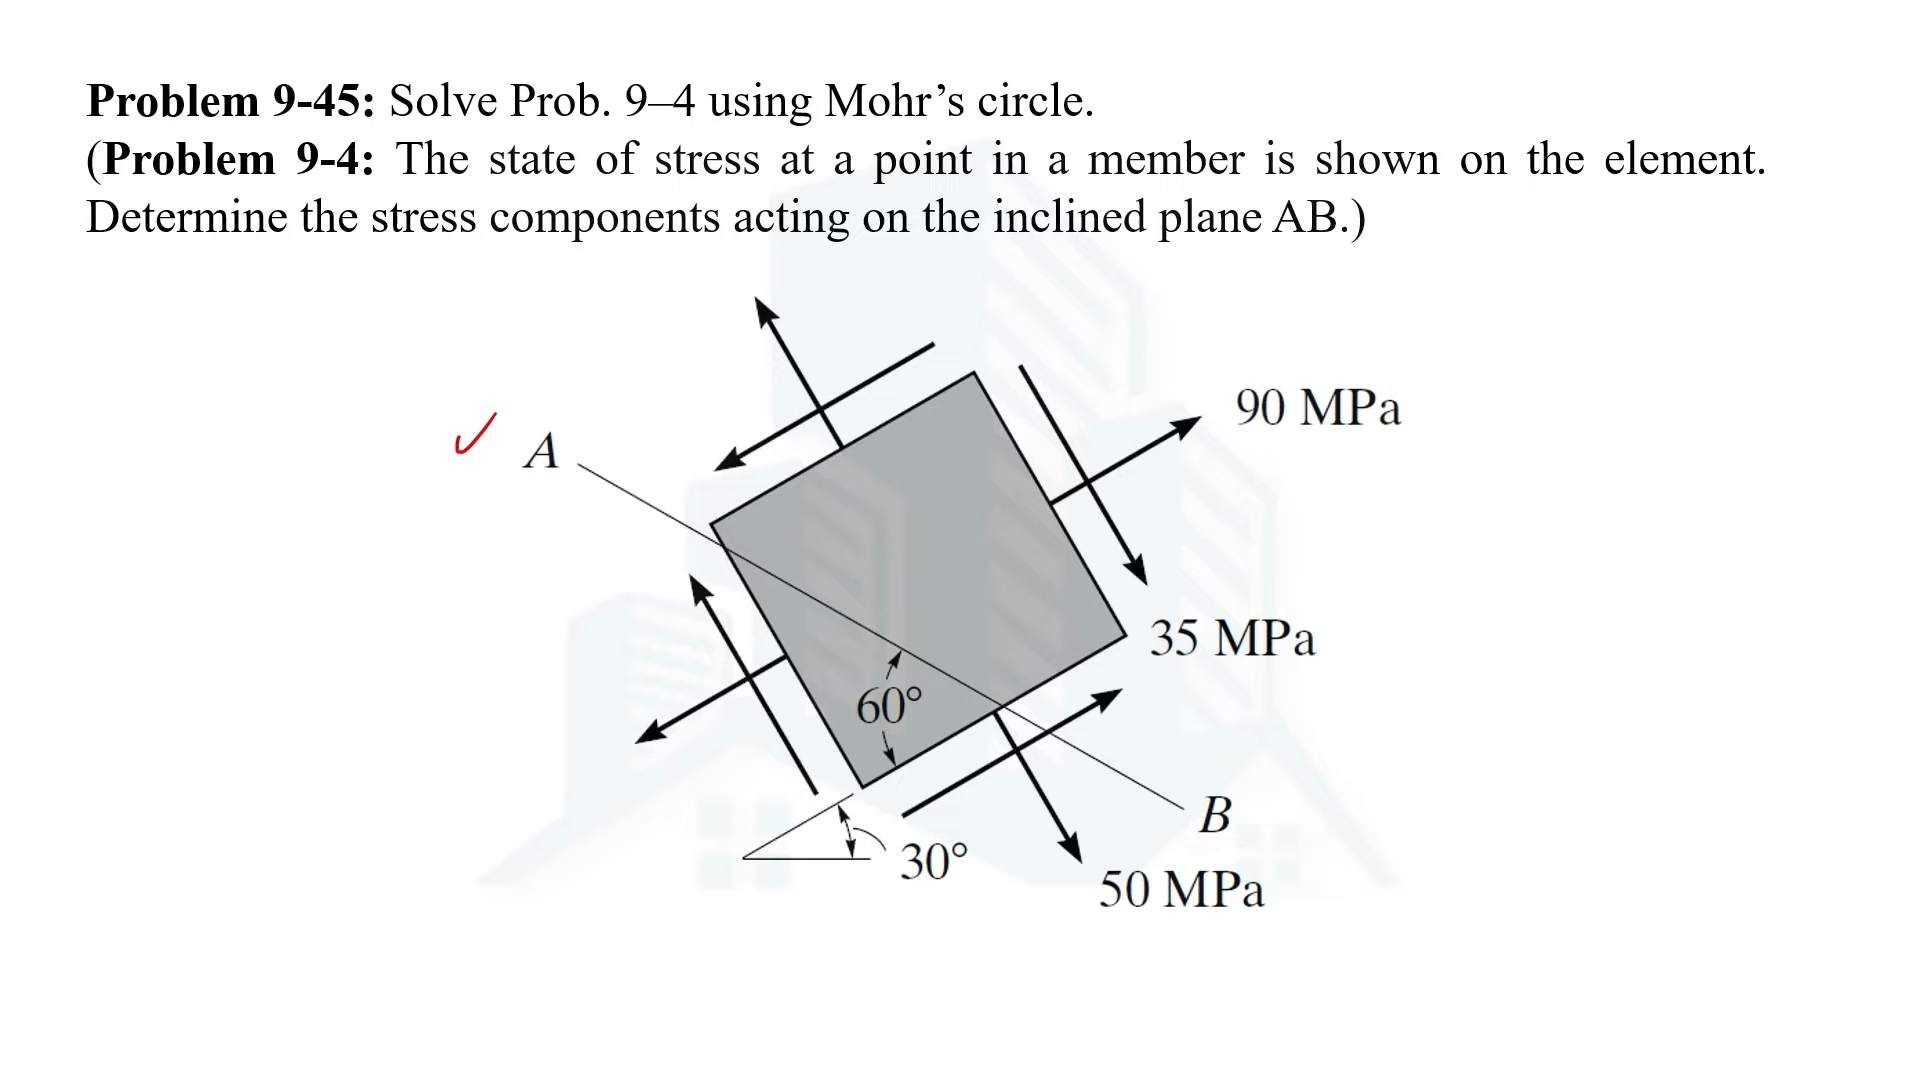 Problem 9-45: Solve Prob. 9–4 using Mohr’s circle.
(Problem 9-4: The state of stress at a point in a member is shown on the element.
Determine the stress components acting on the inclined plane AB.)
90 MPa
A
35 MPa
60°
B
30°
50 MPa